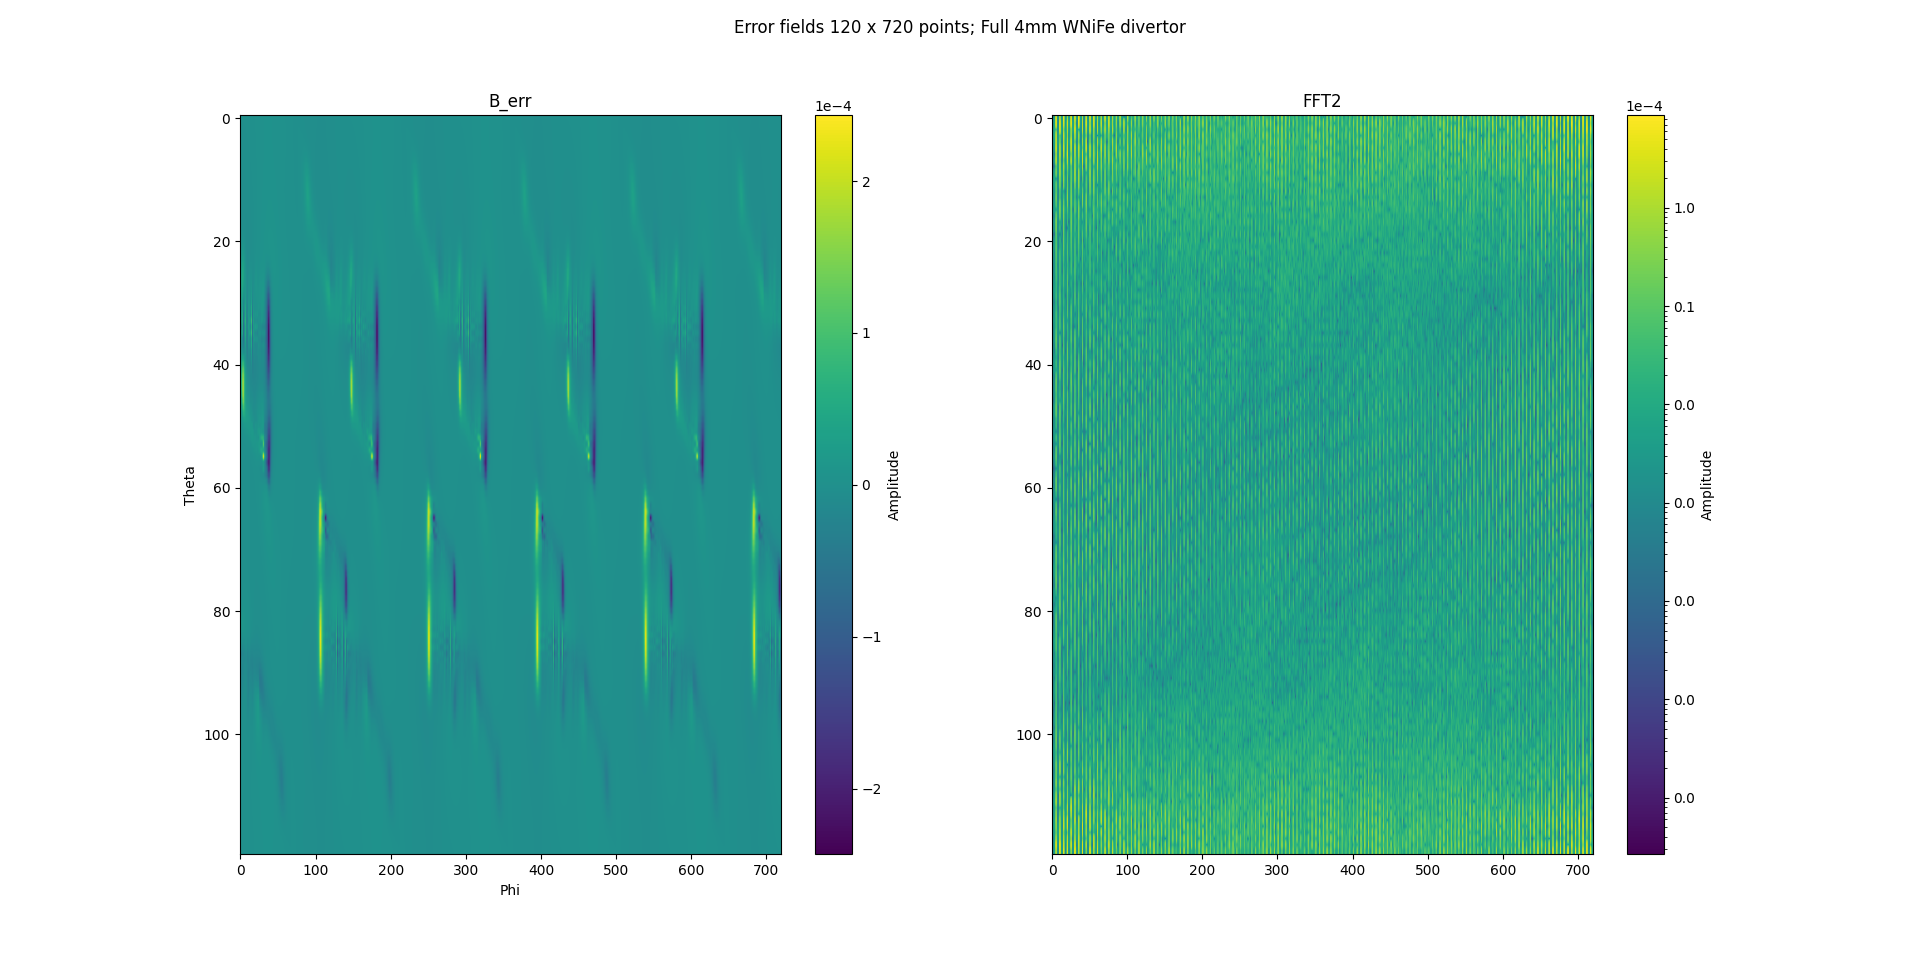 Error fields 120 x 720 points; Full 4mm WNiFe divertor
B_err
1e−4
0
20
40
60
80
100
Theta
0 100 200 300 400 500 600 700
Phi
2
1
0
−1
−2
Amplitude
FFT2
1e−4
0
20
40
60
80
100
0 100 200 300 400 500 600 700
1.0
0.1
0.0
0.0
0.0
0.0
0.0
Amplitude